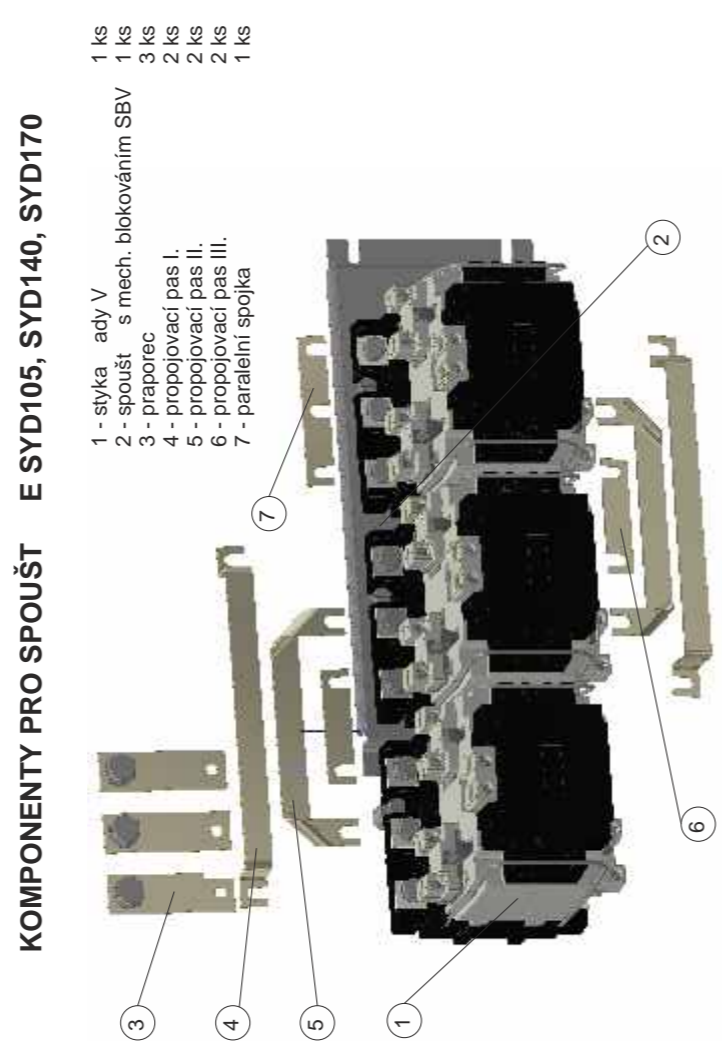 KOMPONENTY PRO SPOUŠT E SYD105, SYD140, SYD170
1 - styka ady V 1 ks
2 - spoušt s mech. blokováním SBV 1 ks
3 - praporec 3 ks
4 - propojovací pas I. 2 ks
5 - propojovací pas II. 2 ks
6 - propojovací pas III. 2 ks
7 - paralelní spojka 1 ks
3
4
5
1
7
2
6